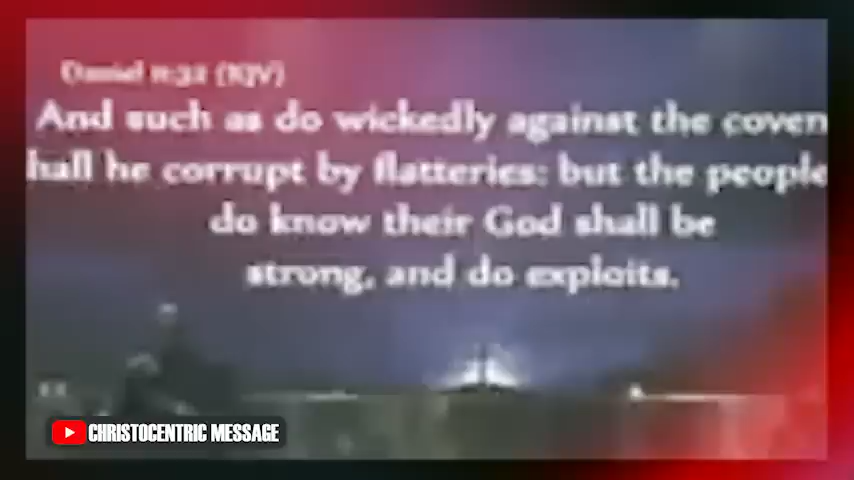 Daniel 11:32 (KJV)
And such as do wickedly against the coven
hall he corrupt by flatteries: but the people
do know their God shall be
strong, and do exploits.
CHRISTOCENTRIC MESSAGE